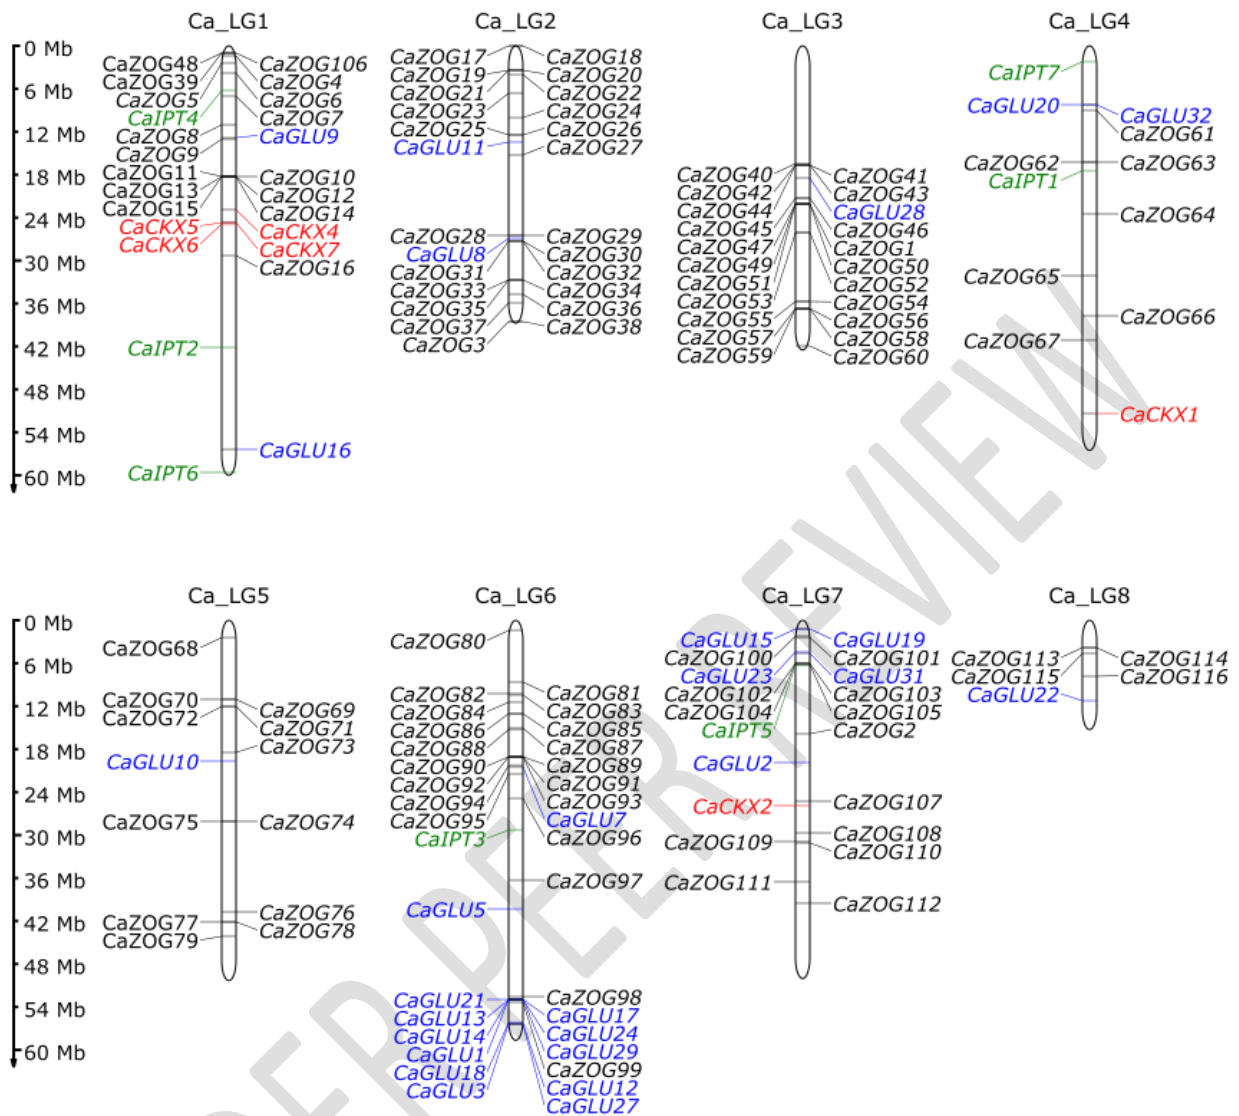 Ca_LG1 Ca_LG2 Ca_LG3 Ca_LG4
0 Mb
6 Mb
12 Mb
18 Mb
24 Mb
30 Mb
36 Mb
42 Mb
48 Mb
54 Mb
60 Mb
CaZOG48
CaZOG39
CaZOG5
CaIPT4
CaZOG8
CaZOG9
CaZOG11
CaZOG13
CaZOG15
CaCKX5
CaCKX6
CaIPT2
CaIPT6
CaZOG106
CaZOG4
CaZOG6
CaZOG7
CaGLU9
CaZOG10
CaZOG12
CaZOG14
CaCKX4
CaCKX7
CaZOG16
CaGLU16
CaZOG17
CaZOG19
CaZOG21
CaZOG23
CaZOG25
CaGLU11
CaZOG28
CaGLU8
CaZOG31
CaZOG33
CaZOG35
CaZOG37
CaZOG3
CaZOG18
CaZOG20
CaZOG22
CaZOG24
CaZOG26
CaZOG27
CaZOG29
CaZOG30
CaZOG32
CaZOG34
CaZOG36
CaZOG38
CaZOG40
CaZOG42
CaZOG44
CaZOG45
CaZOG47
CaZOG49
CaZOG51
CaZOG53
CaZOG55
CaZOG57
CaZOG59
CaZOG41
CaZOG43
CaGLU28
CaZOG46
CaZOG1
CaZOG50
CaZOG52
CaZOG54
CaZOG56
CaZOG58
CaZOG60
CaIPT7
CaGLU20
CaZOG62
CaIPT1
CaZOG65
CaZOG67
CaGLU32
CaZOG61
CaZOG63
CaZOG64
CaZOG66
CaCKX1
Ca_LG5 Ca_LG6 Ca_LG7 Ca_LG8
0 Mb
6 Mb
12 Mb
18 Mb
24 Mb
30 Mb
36 Mb
42 Mb
48 Mb
54 Mb
60 Mb
CaZOG68
CaZOG70
CaZOG72
CaGLU10
CaZOG75
CaZOG77
CaZOG79
CaZOG69
CaZOG71
CaZOG73
CaZOG74
CaZOG76
CaZOG78
CaZOG80
CaZOG82
CaZOG84
CaZOG86
CaZOG88
CaZOG90
CaZOG92
CaZOG94
CaZOG95
CaIPT3
CaGLU5
CaGLU21
CaGLU13
CaGLU14
CaGLU1
CaGLU18
CaGLU3
CaZOG81
CaZOG83
CaZOG85
CaZOG87
CaZOG89
CaZOG91
CaZOG93
CaGLU7
CaZOG96
CaZOG97
CaZOG98
CaGLU17
CaGLU24
CaGLU29
CaZOG99
CaGLU12
CaGLU27
CaGLU15
CaZOG100
CaGLU23
CaZOG102
CaZOG104
CaIPT5
CaGLU2
CaCKX2
CaZOG109
CaZOG111
CaGLU19
CaZOG101
CaGLU31
CaZOG103
CaZOG105
CaZOG2
CaZOG107
CaZOG108
CaZOG110
CaZOG112
CaZOG113
CaZOG115
CaGLU22
CaZOG114
CaZOG116
PEER REVIEW